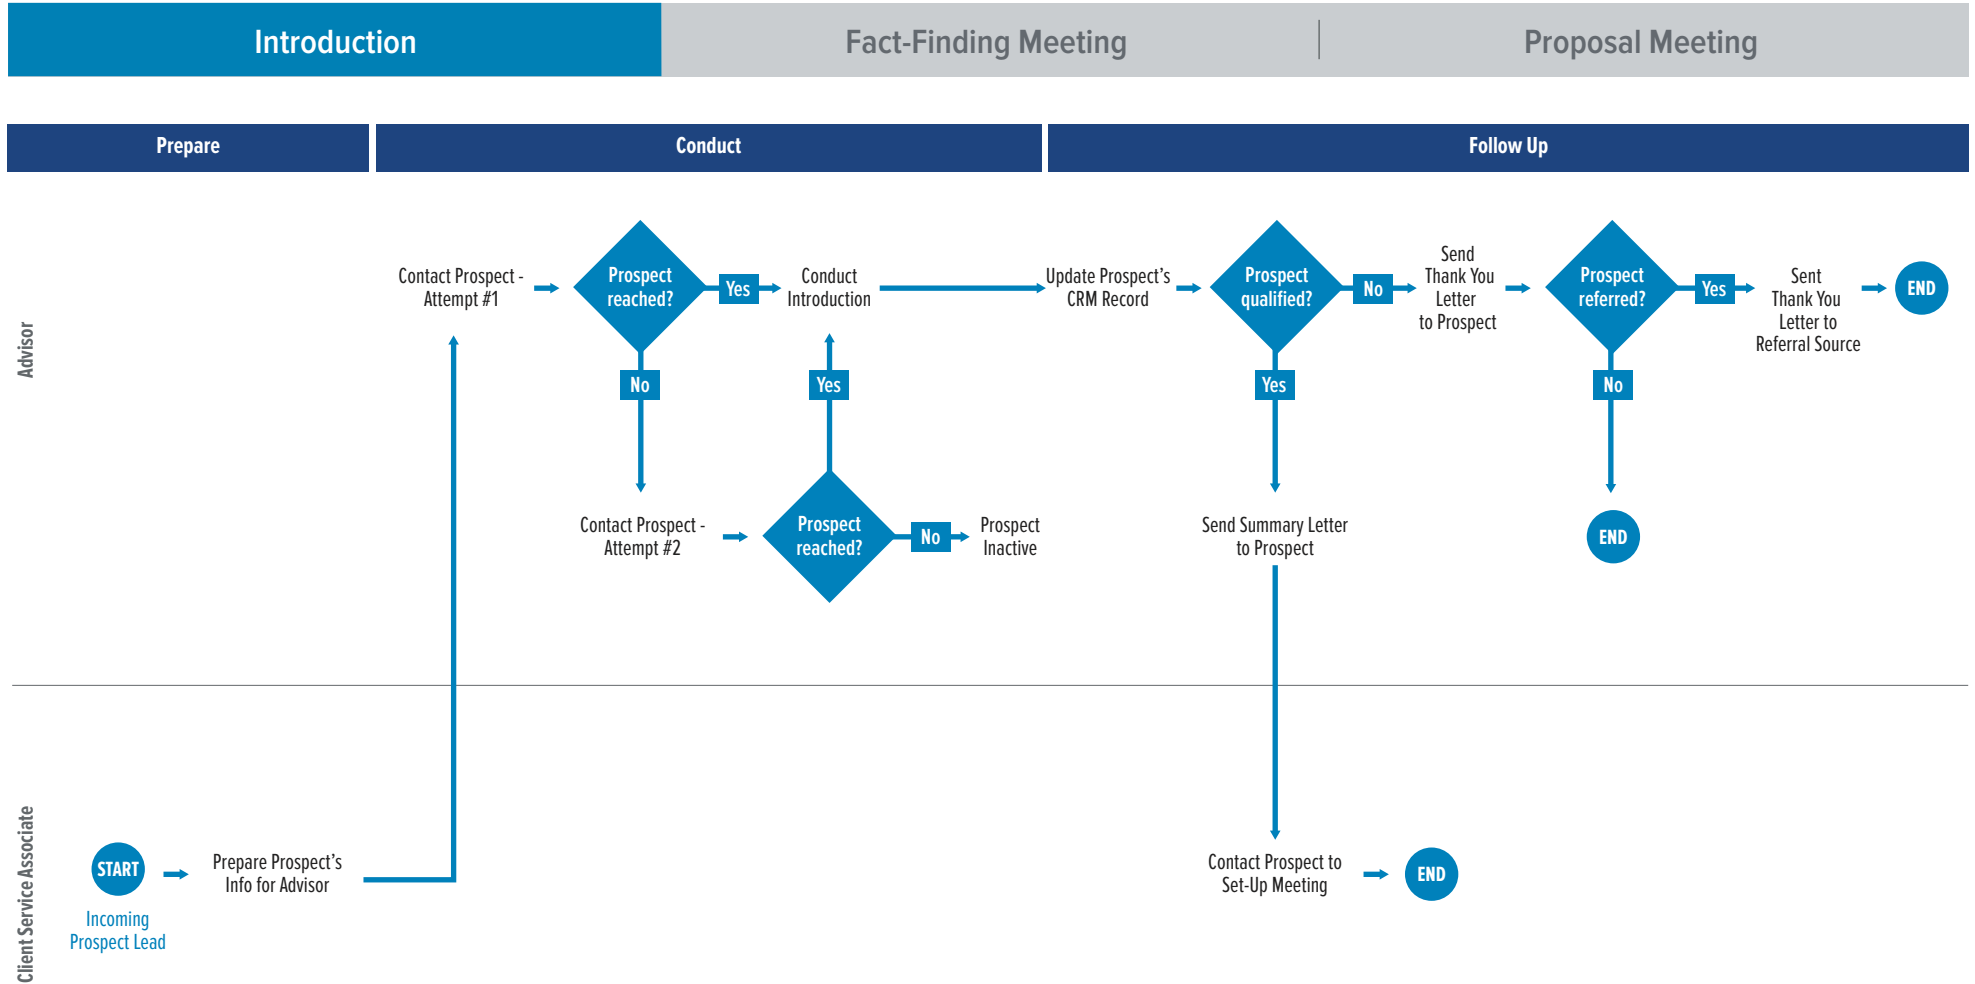 Introduction
Fact-Finding Meeting
Proposal Meeting
Prepare
Conduct
Follow Up
Advisor
Contact Prospect -
Attempt #1
Prospect
reached?
Yes
Conduct
Introduction
Update Prospect's
CRM Record
Prospect
qualified?
No
Send
Thank You
Letter
to Prospect
Prospect
referred?
Yes
Sent
Thank You
Letter to
Referral Source
END
No
Yes
Yes
No
Contact Prospect -
Attempt #2
Prospect
reached?
No
Prospect
Inactive
Send Summary Letter
to Prospect
END
Client Service Associate
START
Incoming
Prospect Lead
Prepare Prospect's
Info for Advisor
Contact Prospect to
Set-Up Meeting
END